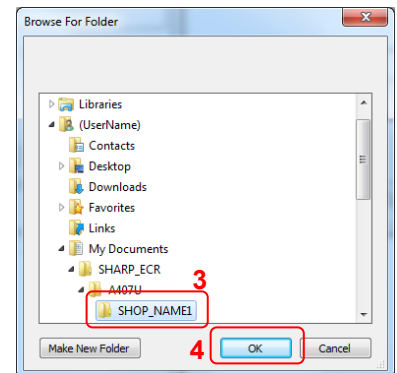 Browse For Folder
Libraries
(UserName)
Contacts
Desktop
Downloads
Favorites
Links
My Documents
SHARP_ECR
3
A407U
SHOP_NAME1
Make New Folder
4
OK
Cancel